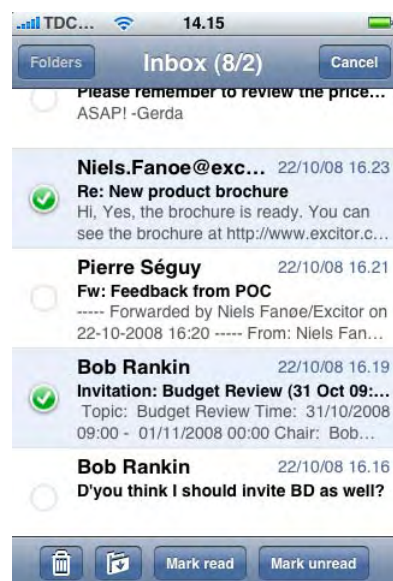 TDC... 14.15
Folders Inbox (8/2) Cancel
Please remember to review the price...
ASAP! -Gerda
Niels.Fanoe@exc... 22/10/08 16.23
Re: New product brochure
Hi, Yes, the brochure is ready. You can
see the brochure at http://www.excitor.c...
Pierre Séguy 22/10/08 16.21
Fw: Feedback from POC
----- Forwarded by Niels Fanøe/Excitor on
22-10-2008 16:20 ----- From: Niels Fan...
Bob Rankin 22/10/08 16.19
Invitation: Budget Review (31 Oct 09:...
Topic: Budget Review Time: 31/10/2008
09:00 - 01/11/2008 00:00 Chair: Bob...
Bob Rankin 22/10/08 16.16
D'you think I should invite BD as well?
Mark read Mark unread